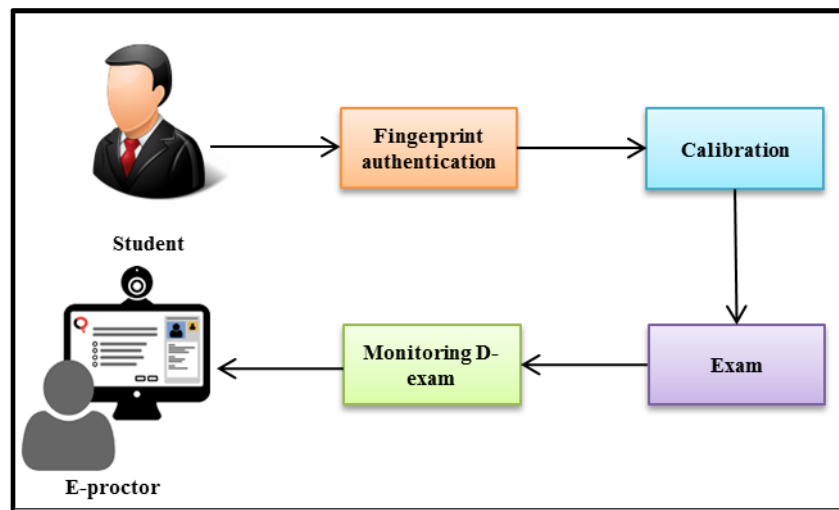 Fingerprint
authentication
Calibration
Student
Monitoring D-
exam
Exam
E-proctor